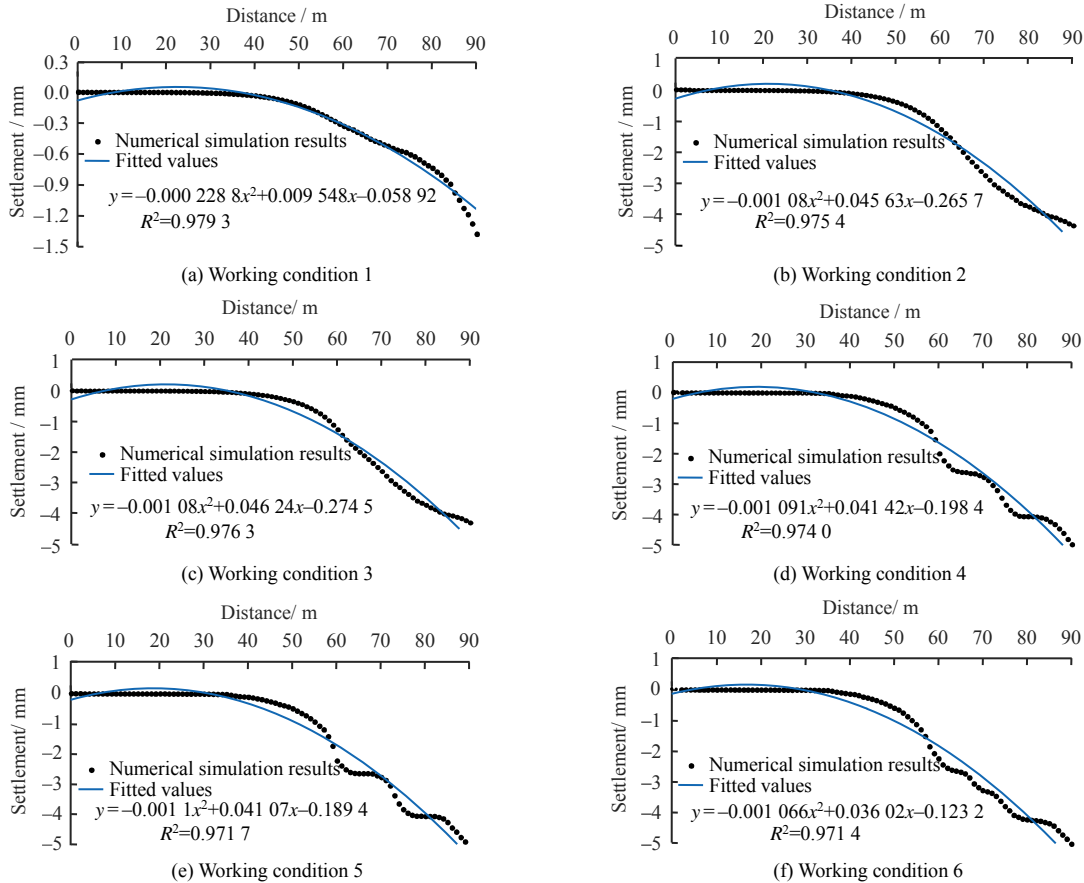 Distance / m
0 10 20 30 40 50 60 70 80 90
0.3
0.0
−0.3
−0.6
−0.9
−1.2
−1.5
Settlement / mm
Numerical simulation results
Fitted values
y=−0.000 228 8x²+0.009 548x−0.058 92
R²=0.979 3
(a) Working condition 1
Distance / m
0 10 20 30 40 50 60 70 80 90
1
0
−1
−2
−3
−4
−5
Settlement / mm
Numerical simulation results
Fitted values
y=−0.001 08x²+0.045 63x−0.265 7
R²=0.975 4
(b) Working condition 2
Distance/ m
0 10 20 30 40 50 60 70 80 90
1
0
−1
−2
−3
−4
−5
Settlement / mm
Numerical simulation results
Fitted values
y=−0.001 08x²+0.046 24x−0.274 5
R²=0.976 3
(c) Working condition 3
Distance/ m
0 10 20 30 40 50 60 70 80 90
1
0
−1
−2
−3
−4
−5
Settlement / mm
Numerical simulation results
Fitted values
y=−0.001 091x²+0.041 42x−0.198 4
R²=0.974 0
(d) Working condition 4
Distance/ m
0 10 20 30 40 50 60 70 80 90
1
0
−1
−2
−3
−4
−5
Settlement/ mm
Numerical simulation results
Fitted values
y=−0.001 1x²+0.041 07x−0.189 4
R²=0.971 7
(e) Working condition 5
Distance/ m
0 10 20 30 40 50 60 70 80 90
1
0
−1
−2
−3
−4
−5
Settlement / mm
Numerical simulation results
Fitted values
y=−0.001 066x²+0.036 02x−0.123 2
R²=0.971 4
(f) Working condition 6